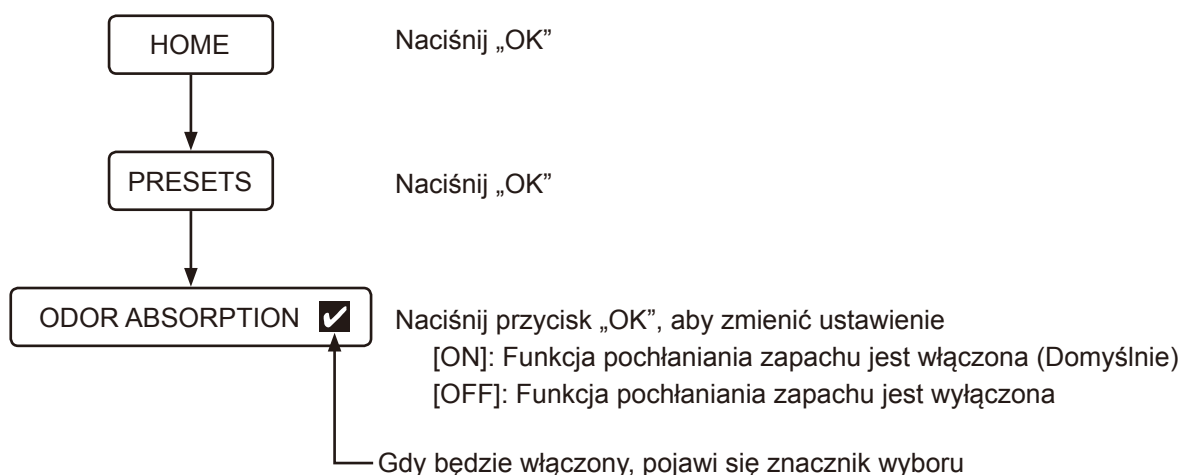 HOME Naciśnij „OK”
PRESETS Naciśnij „OK”
ODOR ABSORPTION ✔ Naciśnij przycisk „OK”, aby zmienić ustawienie
[ON]: Funkcja pochłaniania zapachu jest włączona (Domyślnie)
[OFF]: Funkcja pochłaniania zapachu jest wyłączona
Gdy będzie włączony, pojawi się znacznik wyboru